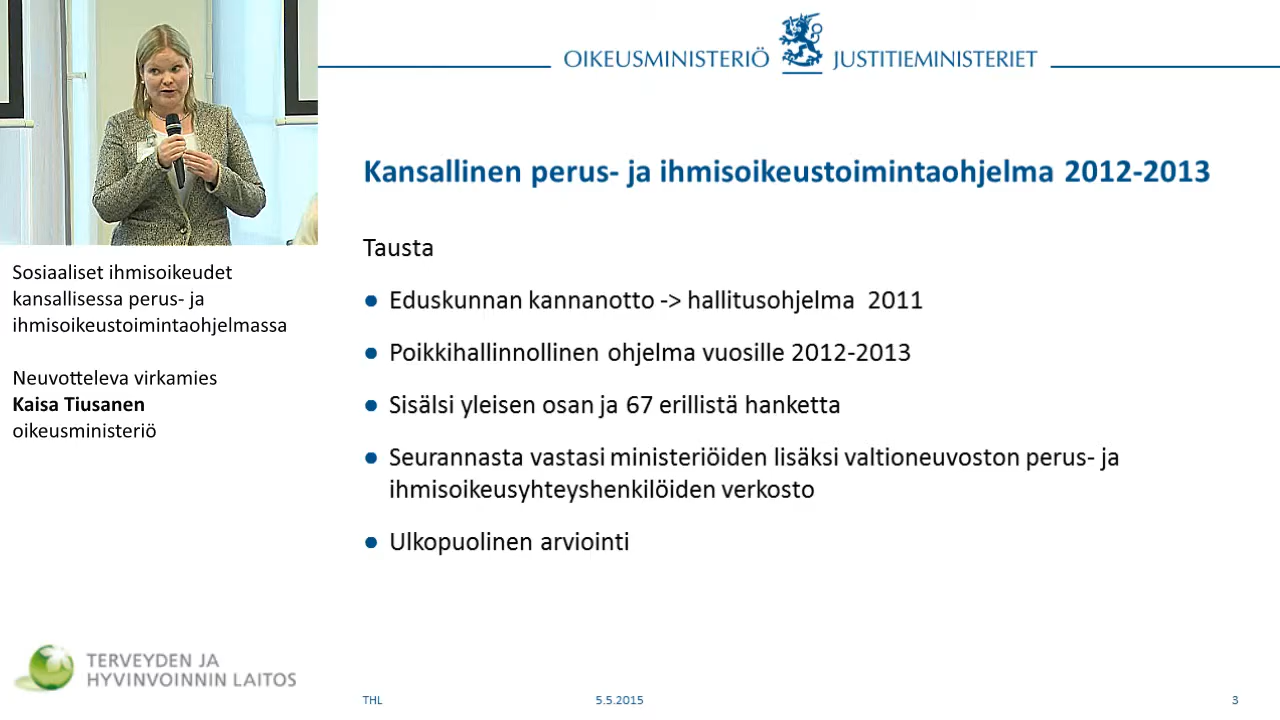 OIKEUSMINISTERIÖ JUSTITIEMINISTERIET
Kansallinen perus- ja ihmisoikeustoimintaohjelma 2012-2013
Tausta
● Eduskunnan kannanotto -> hallitusohjelma 2011
● Poikkihallinnollinen ohjelma vuosille 2012-2013
● Sisälsi yleisen osan ja 67 erillistä hanketta
● Seurannasta vastasi ministeriöiden lisäksi valtioneuvoston perus- ja
ihmisoikeusyhteyshenkilöiden verkosto
● Ulkopuolinen arviointi
Sosiaaliset ihmisoikeudet
kansallisessa perus- ja
ihmisoikeustoimintaohjelmassa
Neuvotteleva virkamies
Kaisa Tiusanen
oikeusministeriö
TERVEYDEN JA
HYVINVOINNIN LAITOS
THL 5.5.2015 3